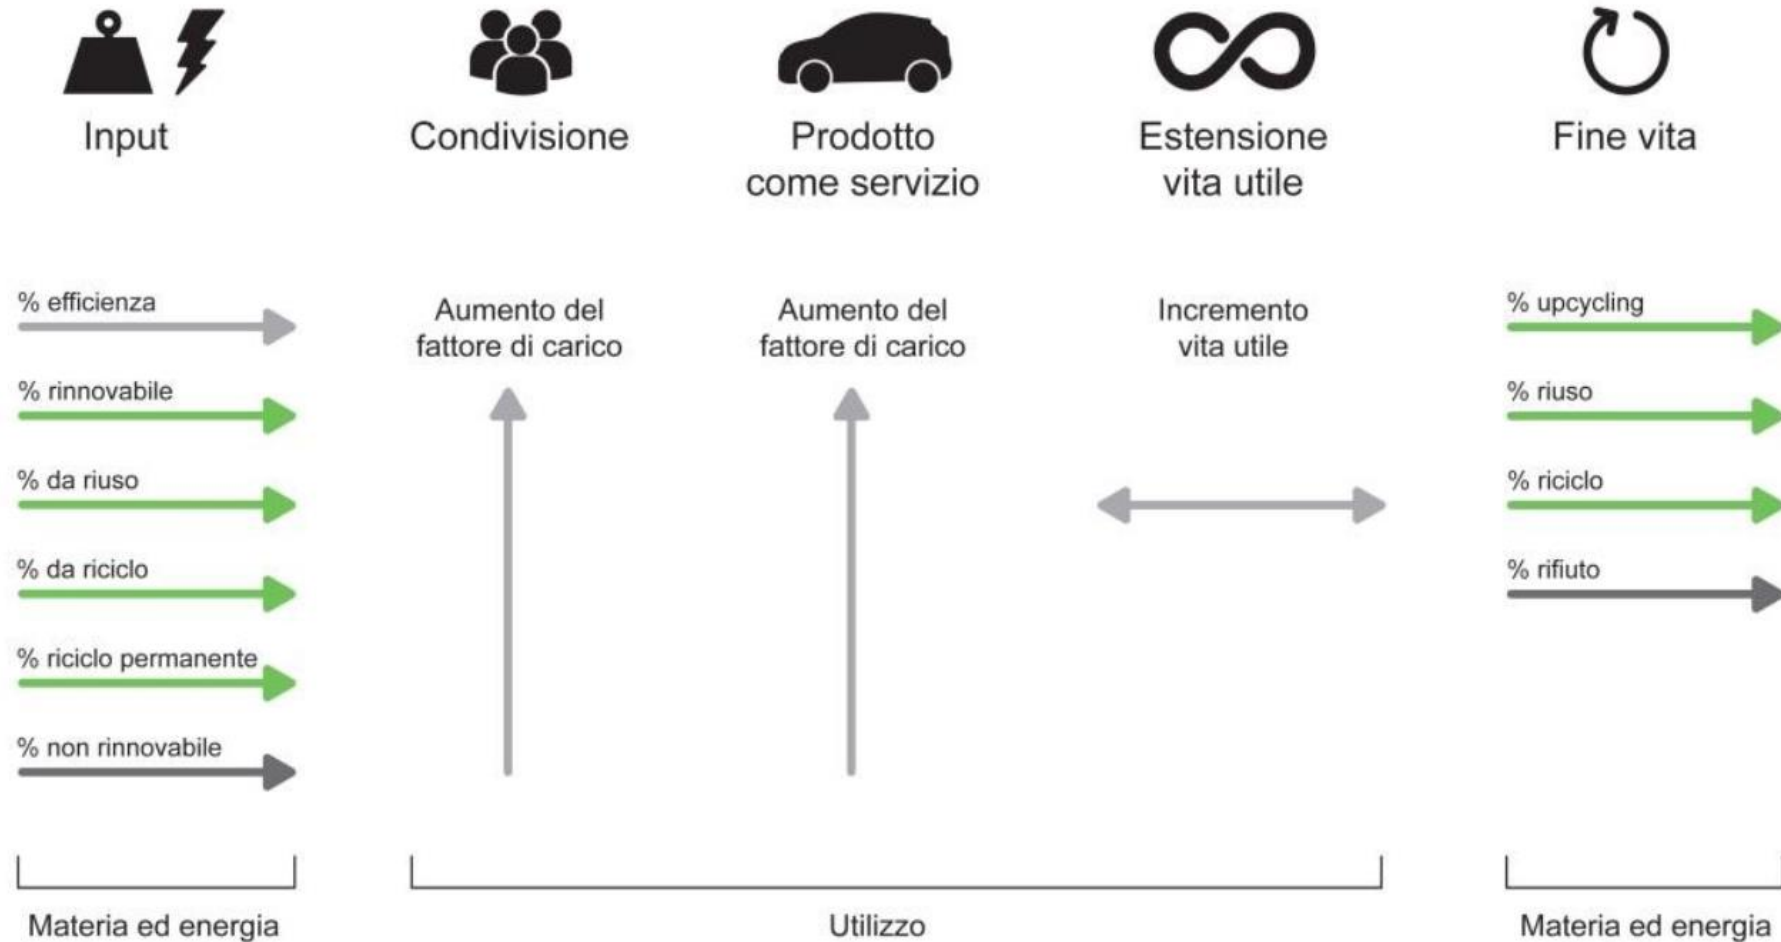 Input
Condivisione
Prodotto
come servizio
Estensione
vita utile
Fine vita
% efficienza
% rinnovabile
% da riuso
% da riciclo
% riciclo permanente
% non rinnovabile
Aumento del
fattore di carico
Aumento del
fattore di carico
Incremento
vita utile
% upcycling
% riuso
% riciclo
% rifiuto
Materia ed energia
Utilizzo
Materia ed energia